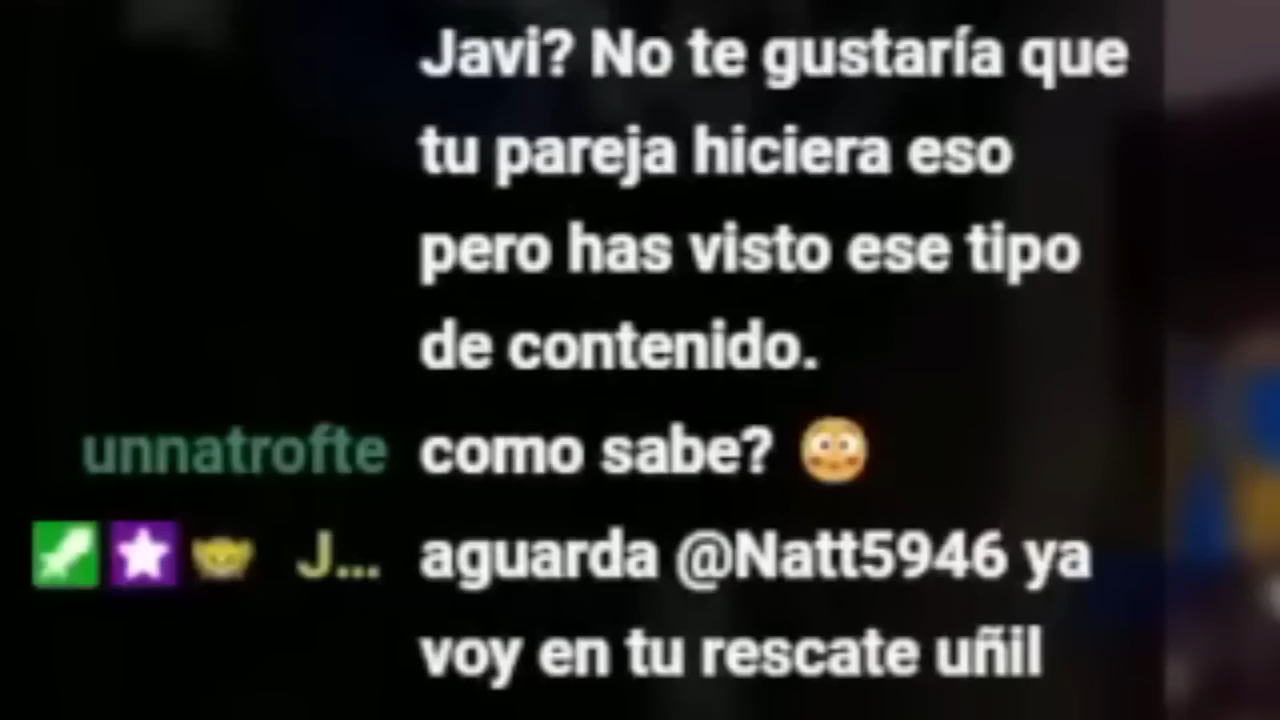 Javi? No te gustaría que
tu pareja hiciera eso
pero has visto ese tipo
de contenido.
unnatrofte como sabe? 😳
J... aguarda @Natt5946 ya
voy en tu rescate uñil